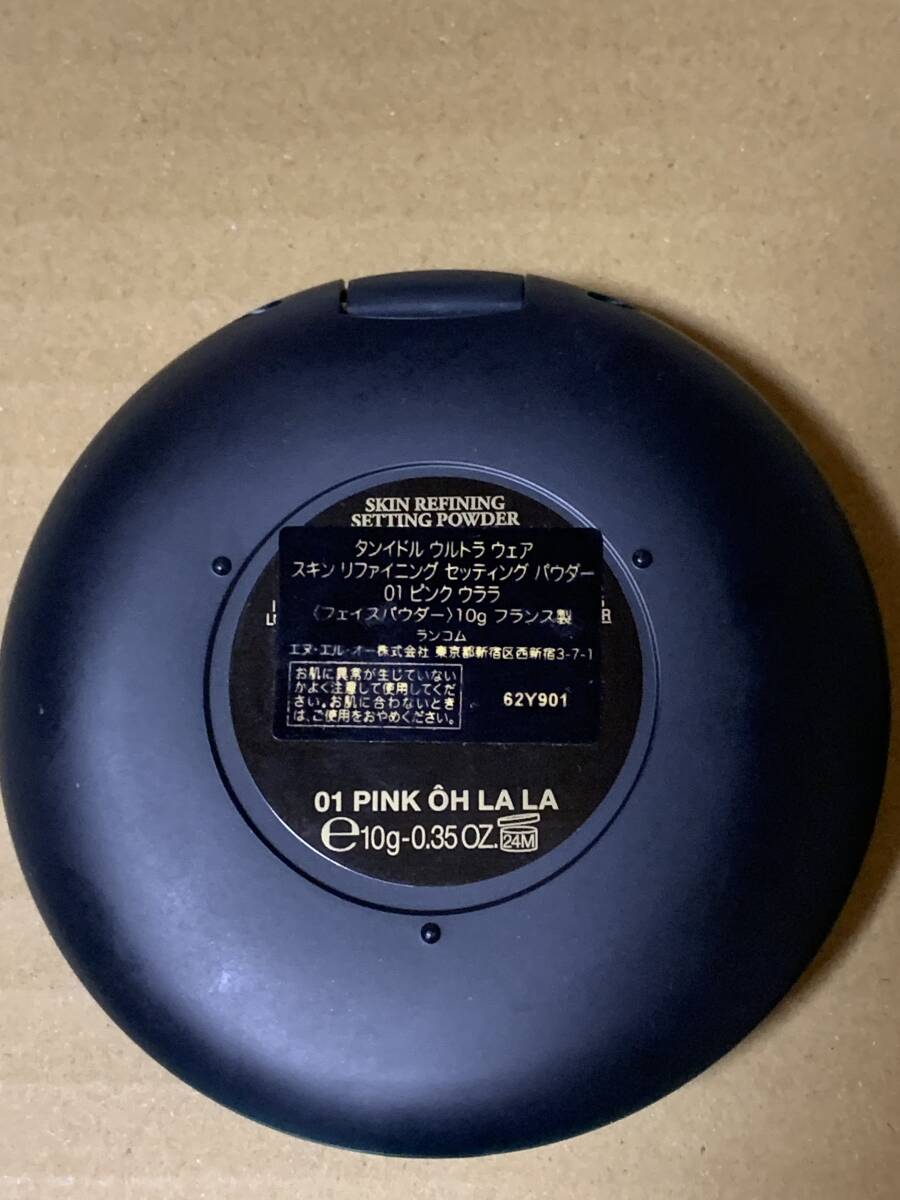 SKIN REFINING
SETTING POWDER
タンイドル ウルトラ ウェア
スキン リファイニング セッティング パウダー
01 ピンク ウララ
〈フェイスパウダー〉10g フランス製
ランコム
エヌ・エル・オー株式会社 東京都新宿区西新宿3-7-1
お肌に異常が生じていない
かよく注意して使用してくだ
さい。お肌に合わないとき
は、ご使用をおやめください。
62Y901
01 PINK ÔH LA LA
℮10g-0.35 OZ. 24M